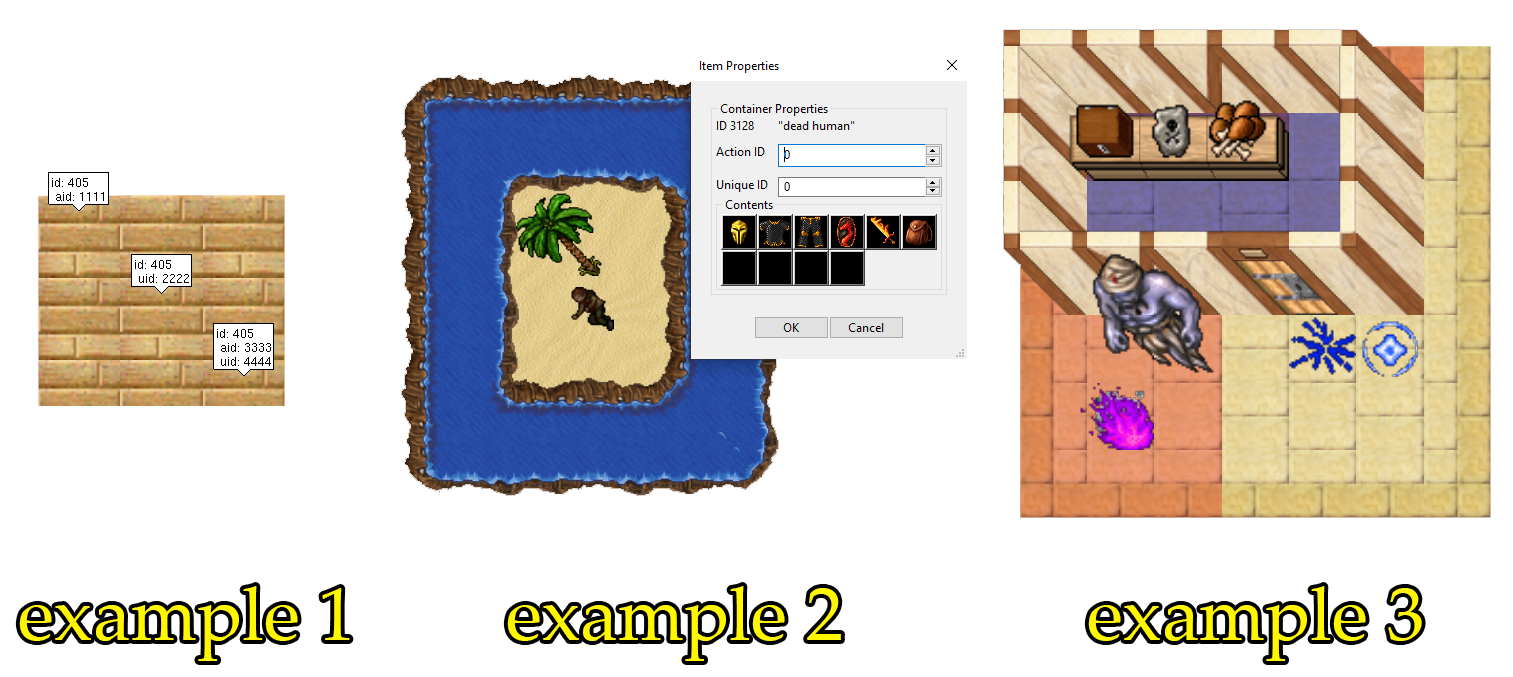 id: 405
aid: 1111
id: 405
uid: 2222
id: 405
aid: 3333
uid: 4444
Item Properties
Container Properties
ID 3128 "dead human"
Action ID 0
Unique ID 0
Contents
OK Cancel
example 1
example 2
example 3